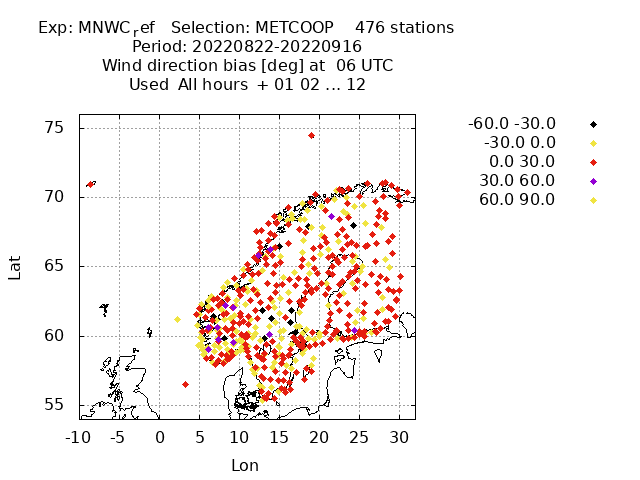 Exp: MNWC_ref   Selection: METCOOP    476 stations
Period: 20220822-20220916
Wind direction bias [deg] at  06 UTC
Used  All hours  + 01 02 ... 12
-60.0 -30.0
-30.0 0.0
0.0 30.0
30.0 60.0
60.0 90.0
75
70
65
60
55
Lat
-10 -5 0 5 10 15 20 25 30
Lon